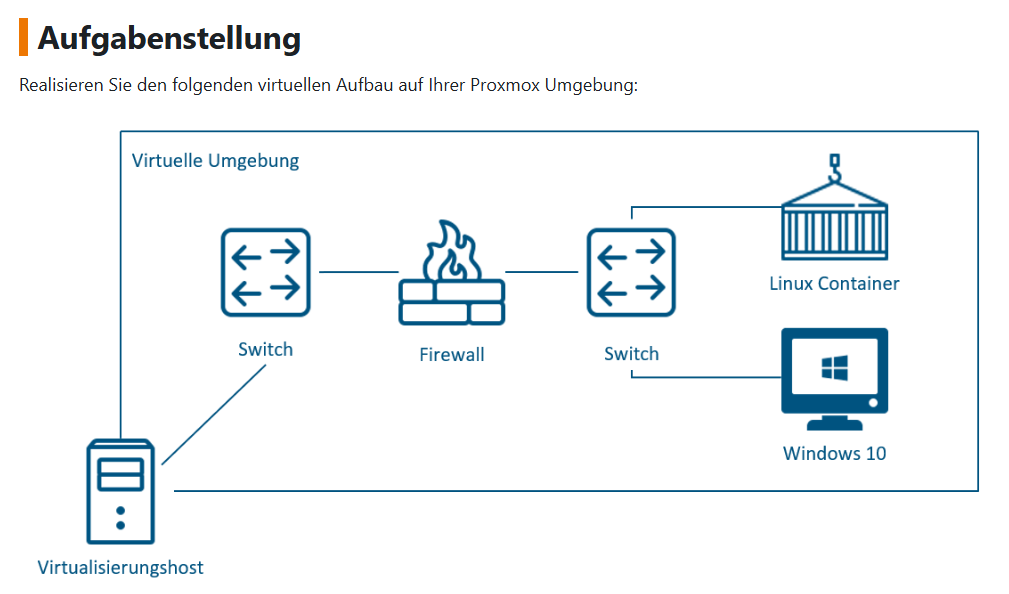 Aufgabenstellung
Realisieren Sie den folgenden virtuellen Aufbau auf Ihrer Proxmox Umgebung:
Virtuelle Umgebung
Linux Container
Switch
Firewall
Switch
Windows 10
Virtualisierungshost